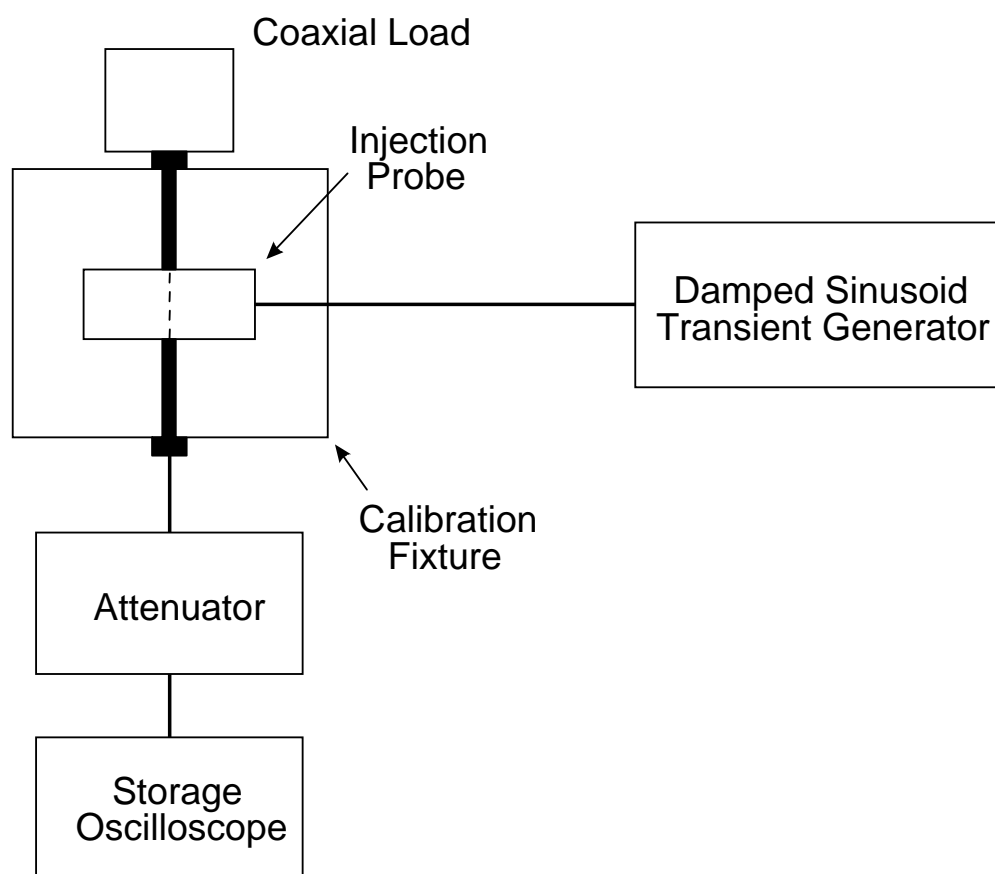 Coaxial Load
Injection
Probe
Damped Sinusoid
Transient Generator
Calibration
Fixture
Attenuator
Storage
Oscilloscope